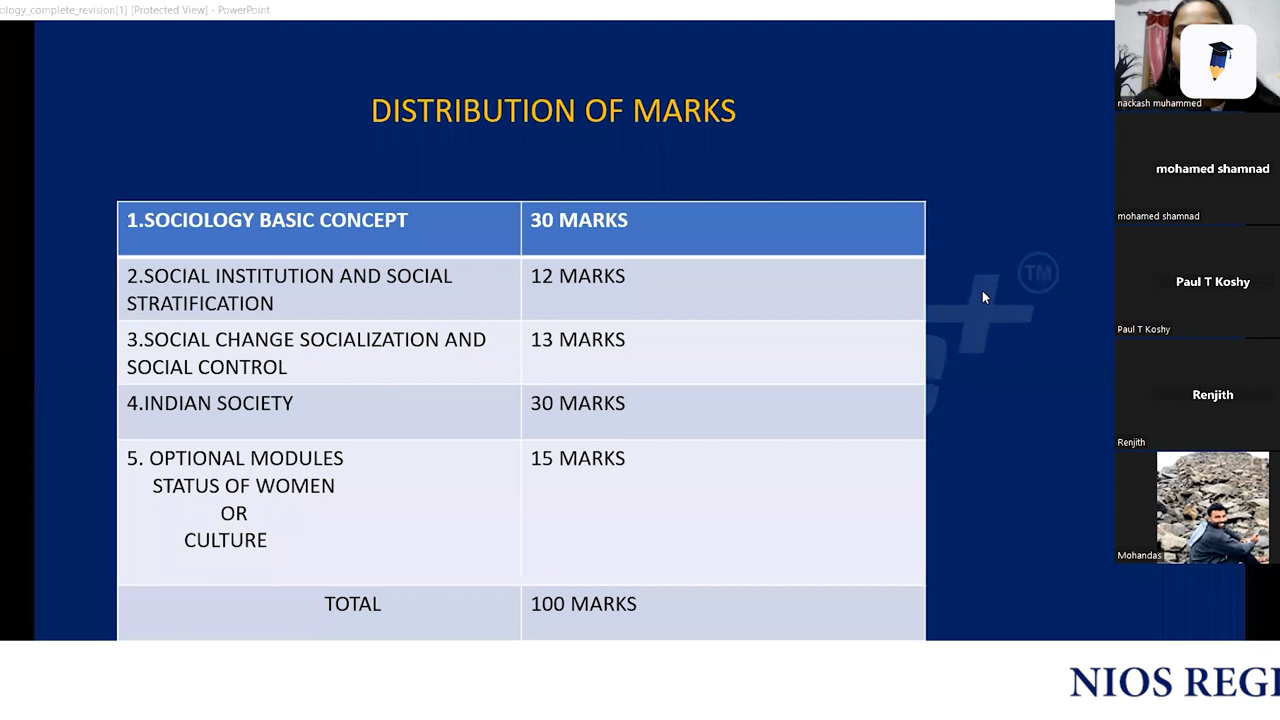 ology_complete_revision[1] [Protected View] - PowerPoint
DISTRIBUTION OF MARKS
1.SOCIOLOGY BASIC CONCEPT
30 MARKS
2.SOCIAL INSTITUTION AND SOCIAL
STRATIFICATION
12 MARKS
3.SOCIAL CHANGE SOCIALIZATION AND
SOCIAL CONTROL
13 MARKS
4.INDIAN SOCIETY
30 MARKS
5. OPTIONAL MODULES
STATUS OF WOMEN
OR
CULTURE
15 MARKS
TOTAL
100 MARKS
TM
nackash muhammed
mohamed shamnad
mohamed shamnad
Paul T Koshy
Paul T Koshy
Renjith
Renjith
Mohandas
NIOS REGI